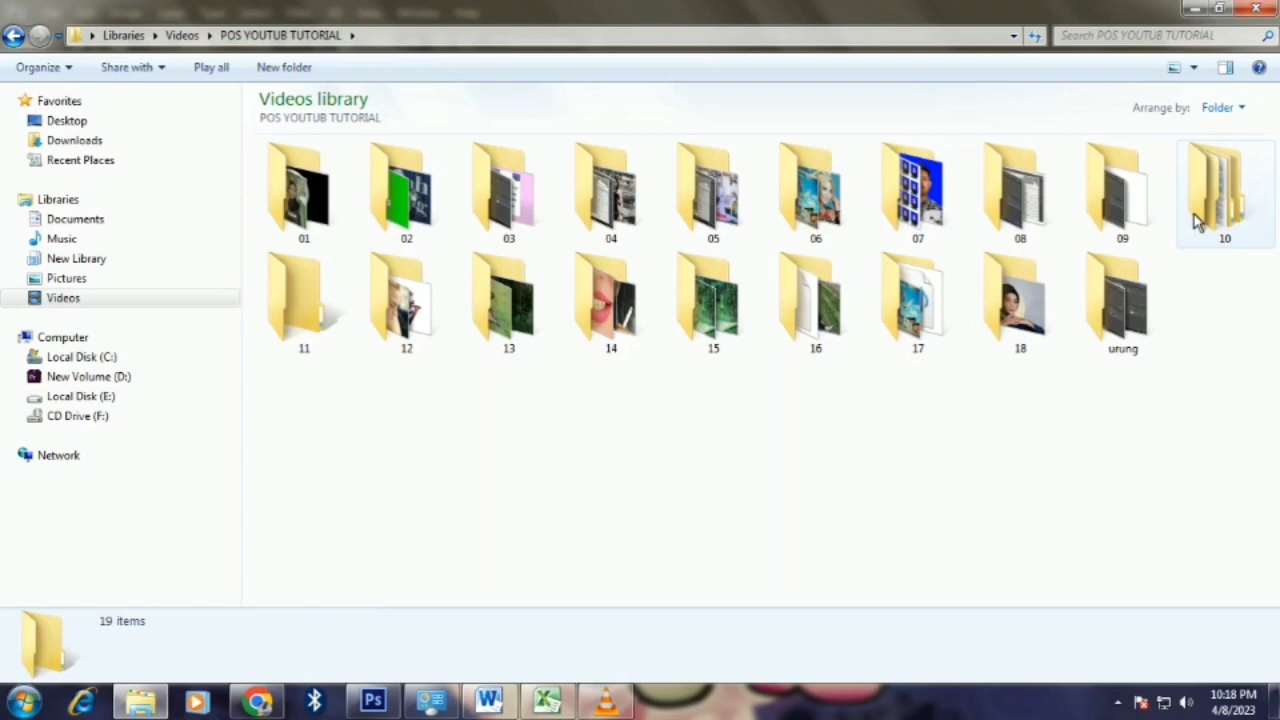 Libraries Videos POS YOUTUB TUTORIAL
Search POS YOUTUB TUTORIAL
Organize Share with Play all New folder
Favorites
Desktop
Downloads
Recent Places
Libraries
Documents
Music
New Library
Pictures
Videos
Computer
Local Disk (C:)
New Volume (D:)
Local Disk (E:)
CD Drive (F:)
Network
Videos library
POS YOUTUB TUTORIAL
Arrange by: Folder
01 02 03 04 05 06 07 08 09 10
11 12 13 14 15 16 17 18 urung
19 items
Ps
10:18 PM
4/8/2023